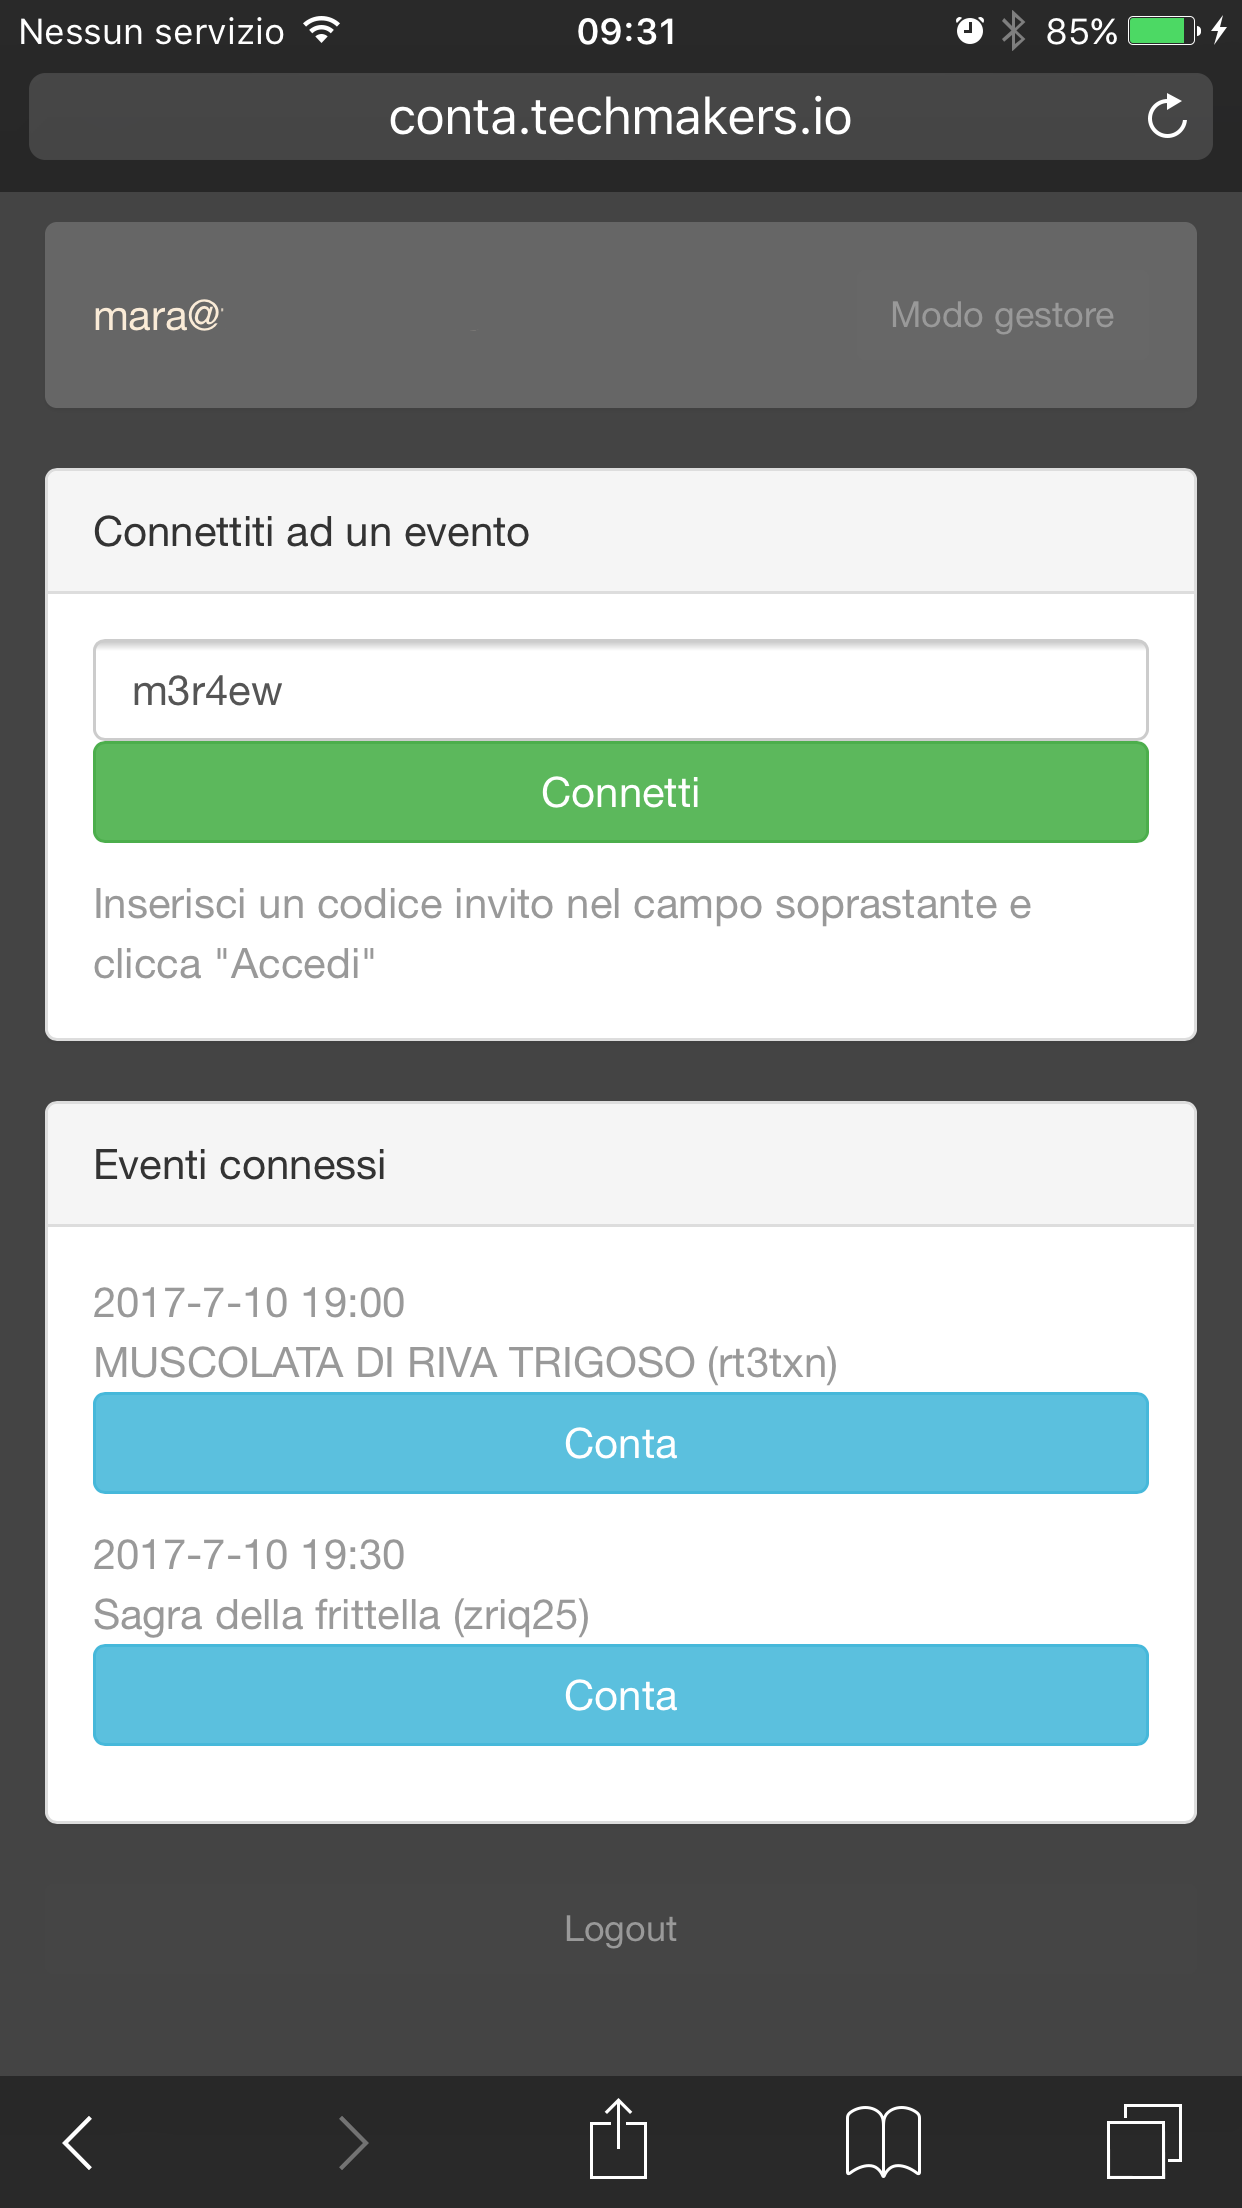 Nessun servizio 09:31 85%
conta.techmakers.io
mara@
Modo gestore
Connettiti ad un evento
m3r4ew
Connetti
Inserisci un codice invito nel campo soprastante e
clicca "Accedi"
Eventi connessi
2017-7-10 19:00
MUSCOLATA DI RIVA TRIGOSO (rt3txn)
Conta
2017-7-10 19:30
Sagra della frittella (zriq25)
Conta
Logout